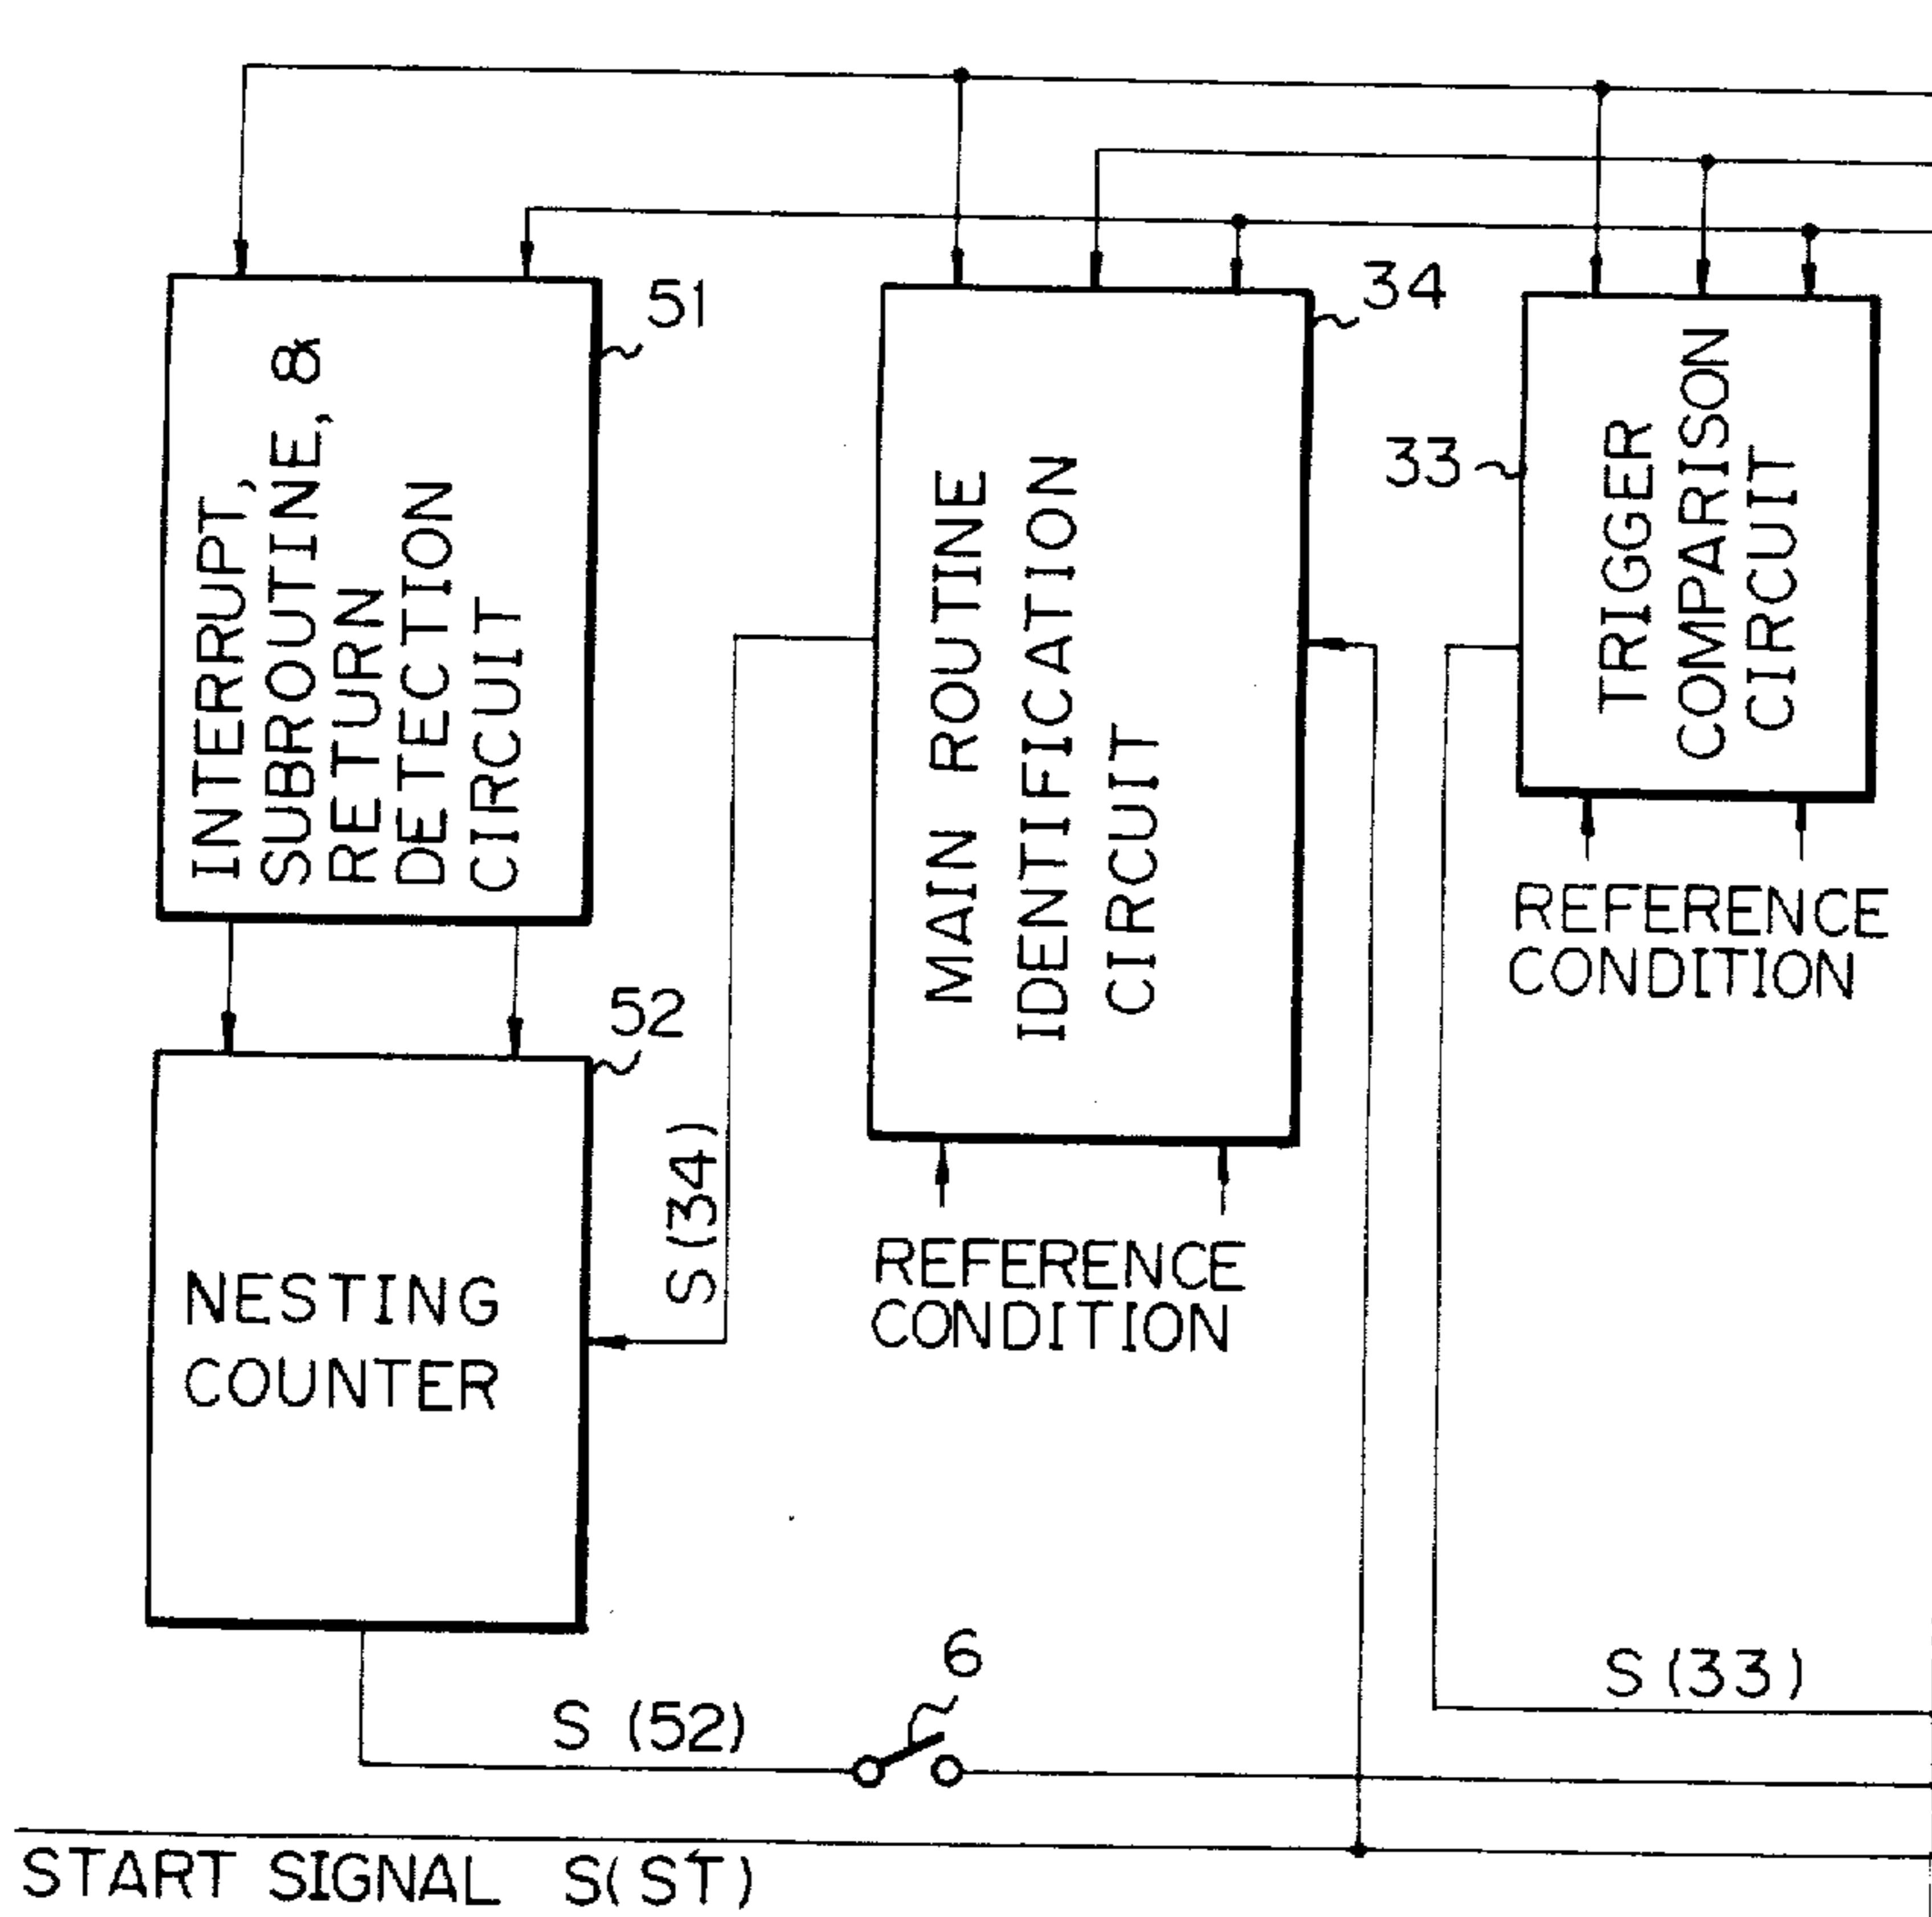 51
INTERRUPT,
SUBROUTINE, &
RETURN
DETECTION
CIRCUIT
34
MAIN ROUTINE
IDENTIFICATION
CIRCUIT
33
TRIGGER
COMPARISON
CIRCUIT
REFERENCE
CONDITION
52
NESTING
COUNTER
S (34)
REFERENCE
CONDITION
6
S (33)
S (52)
START SIGNAL S(ST)